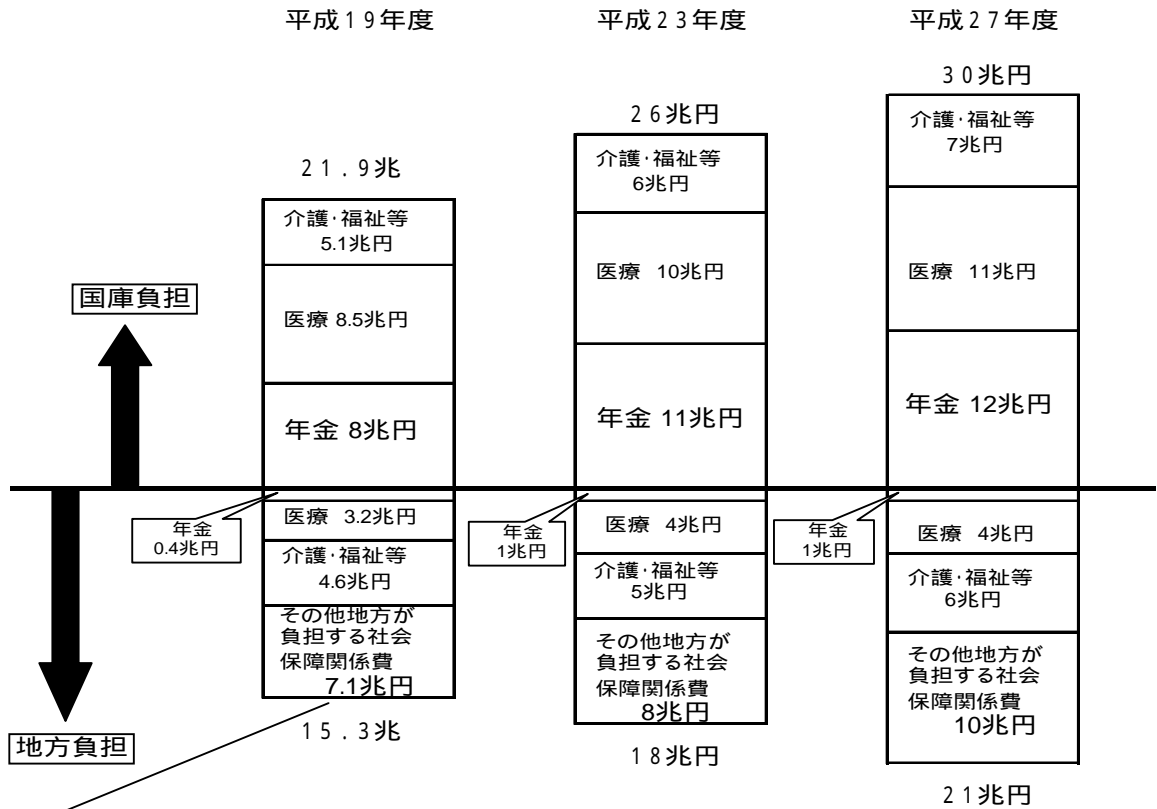 平成19年度
平成23年度
平成27年度
30兆円
26兆円
21.9兆
介護･福祉等
5.1兆円
介護･福祉等
6兆円
介護･福祉等
7兆円
国庫負担
医療 8.5兆円
医療 10兆円
医療 11兆円
年金 8兆円
年金 11兆円
年金 12兆円
年金
0.4兆円
医療 3.2兆円
介護･福祉等
4.6兆円
その他地方が
負担する社会
保障関係費
7.1兆円
15.3兆
年金
1兆円
医療 4兆円
介護･福祉等
5兆円
その他地方が
負担する社会
保障関係費
8兆円
18兆円
年金
1兆円
医療 4兆円
介護･福祉等
6兆円
その他地方が
負担する社会
保障関係費
10兆円
21兆円
地方負担